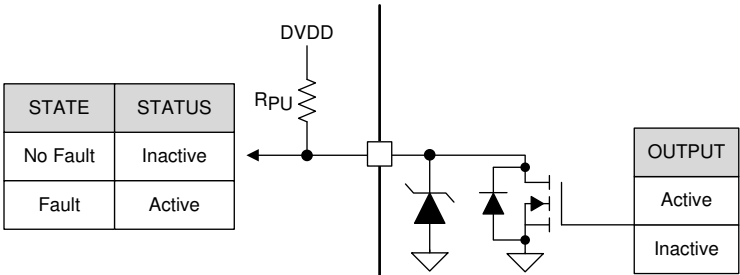 DVDD
RPU
STATE STATUS
No Fault Inactive
Fault Active
OUTPUT
Active
Inactive